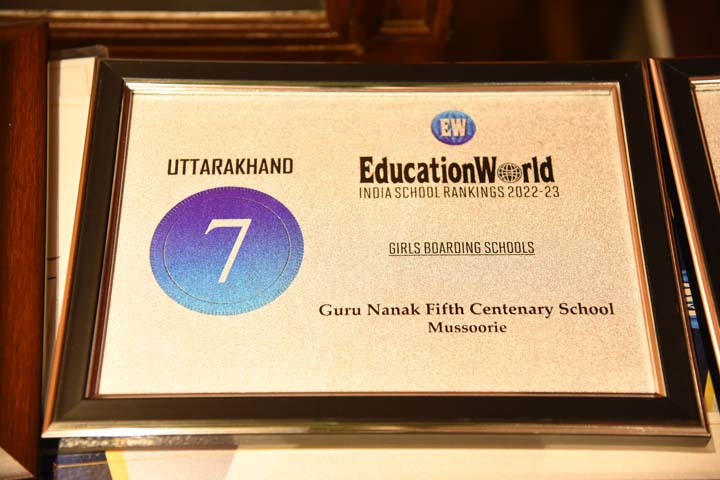 UTTARAKHAND
7
EW
EducationWorld
INDIA SCHOOL RANKINGS 2022-23
GIRLS BOARDING SCHOOLS
Guru Nanak Fifth Centenary School
Mussoorie